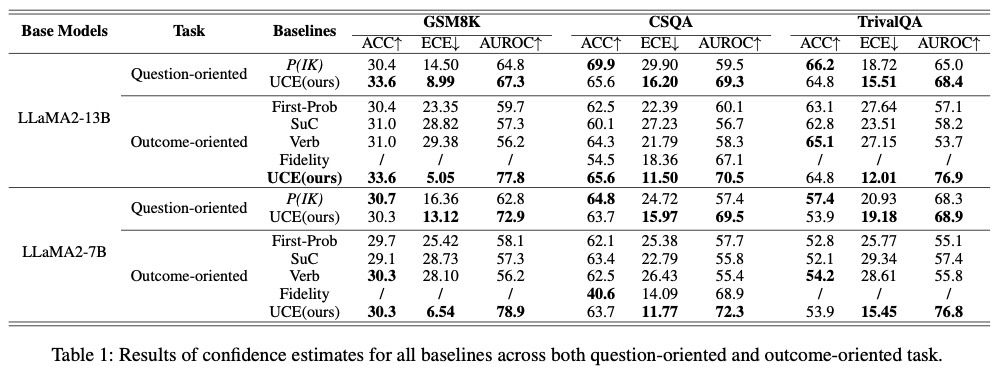 Base Models Task Baselines GSM8K CSQA TrivalQA
ACC↑ ECE↓ AUROC↑ ACC↑ ECE↓ AUROC↑ ACC↑ ECE↓ AUROC↑
LLaMA2-13B Question-oriented P(IK) 30.4 14.50 64.8 69.9 29.90 59.5 66.2 18.72 65.0
UCE(ours) 33.6 8.99 67.3 65.6 16.20 69.3 64.8 15.51 68.4
Outcome-oriented First-Prob 30.4 23.35 59.7 62.5 22.39 60.1 63.1 27.64 57.1
SuC 31.0 28.82 57.3 60.1 27.23 56.7 62.8 23.51 58.2
Verb 31.0 29.38 56.2 64.3 21.79 58.3 65.1 27.15 53.7
Fidelity / / / 54.5 18.36 67.1 / / /
UCE(ours) 33.6 5.05 77.8 65.6 11.50 70.5 64.8 12.01 76.9
LLaMA2-7B Question-oriented P(IK) 30.7 16.36 62.8 64.8 24.72 57.4 57.4 20.93 68.3
UCE(ours) 30.3 13.12 72.9 63.7 15.97 69.5 53.9 19.18 68.9
Outcome-oriented First-Prob 29.7 25.42 58.1 62.1 25.38 57.7 52.8 25.77 55.1
SuC 29.1 28.73 57.3 64.3 22.79 55.8 52.1 29.34 57.4
Verb 30.3 28.10 56.2 62.5 26.43 55.4 54.2 28.61 55.8
Fidelity / / / 40.6 14.09 68.9 / / /
UCE(ours) 30.3 6.54 78.9 63.7 11.77 72.3 53.9 15.45 76.8
Table 1: Results of confidence estimates for all baselines across both question-oriented and outcome-oriented task.